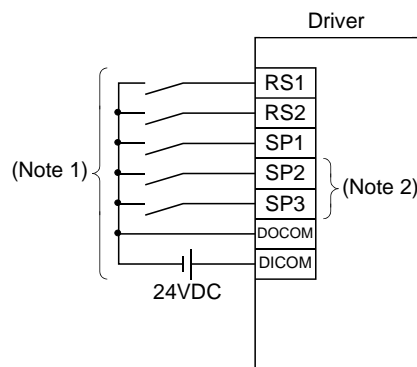 Driver
RS1
RS2
SP1
(Note 1)
SP2
(Note 2)
SP3
DOCOM
DICOM
24VDC